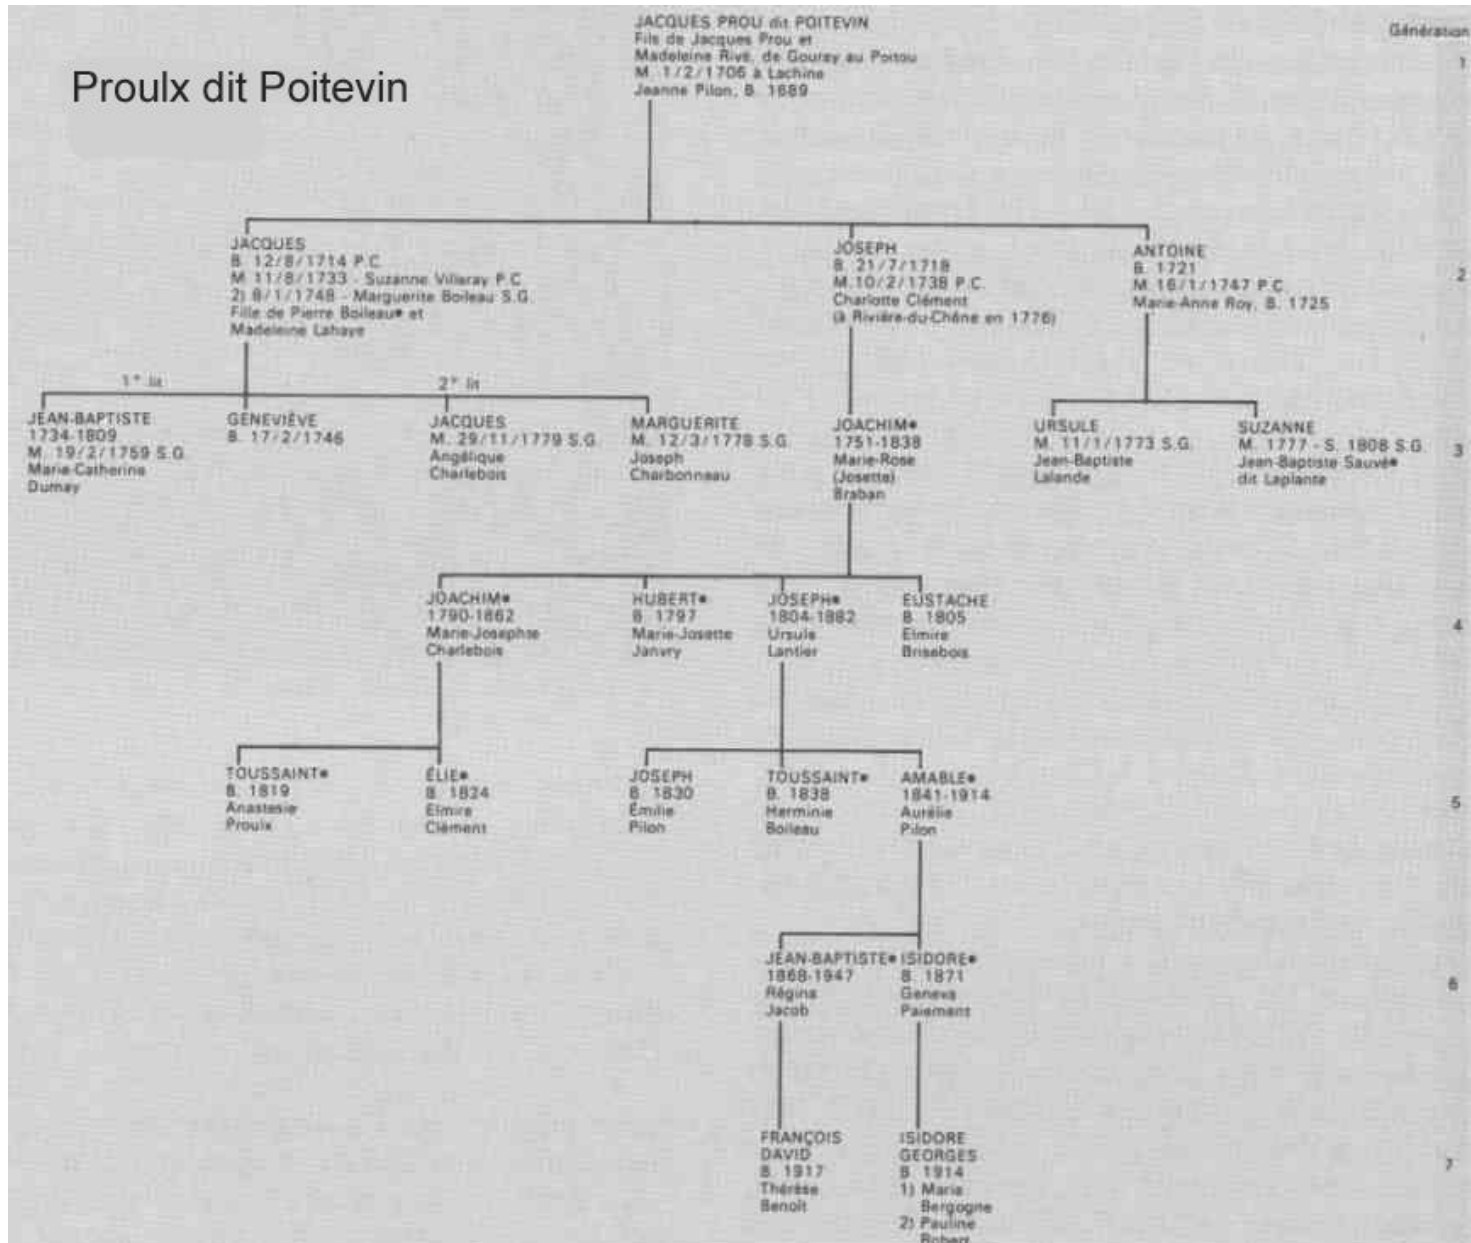 Proulx dit Poitevin
JACQUES PROU dit POITEVIN
Fils de Jacques Prou et
Madeleine Rivé, de Gouray au Poitou
M. 1/2/1706 à Lachine
Jeanne Pilon, B. 1689
Génération
1
JACQUES
B. 12/8/1714 P.C.
M. 11/8/1733 - Suzanne Villeray P.C.
2) 8/1/1748 - Marguerite Boileau S.G.
Fille de Pierre Boileau* et
Madeleine Lahaye
JOSEPH
B. 21/7/1718
M. 10/2/1738 P.C.
Charlotte Clément
(à Rivière-du-Chêne en 1776)
ANTOINE
B. 1721
M. 16/1/1747 P.C.
Marie-Anne Roy, B. 1725
2
1° lit
2° lit
JEAN-BAPTISTE
1734-1809
M. 19/2/1759 S.G.
Marie-Catherine
Dumay
GENEVIÈVE
B. 17/2/1746
JACQUES
M. 29/11/1779 S.G.
Angélique
Charlebois
MARGUERITE
M. 12/3/1778 S.G.
Joseph
Charbonneau
JOACHIM*
1751-1838
Marie-Rose
(Josette)
Braban
URSULE
M. 11/1/1773 S.G.
Jean-Baptiste
Lalande
SUZANNE
M. 1777 - S. 1808 S.G.
Jean-Baptiste Sauvé*
dit Laplante
3
JOACHIM*
1790-1862
Marie-Josephte
Charlebois
HUBERT*
B. 1797
Marie-Josette
Janvry
JOSEPH*
1804-1882
Ursule
Lantier
EUSTACHE
B. 1805
Elmire
Brisebois
4
TOUSSAINT*
B. 1819
Anastasie
Proulx
ÉLIE*
B. 1824
Elmire
Clément
JOSEPH
B. 1830
Émilie
Pilon
TOUSSAINT*
B. 1838
Herminie
Boileau
AMABLE*
1841-1914
Aurélie
Pilon
5
JEAN-BAPTISTE*
1868-1947
Régina
Jacob
ISIDORE*
B. 1871
Geneva
Paiement
6
FRANÇOIS
DAVID
B. 1917
Thérèse
Benoît
ISIDORE
GEORGES
B. 1914
1) Marie
Bergogne
2) Pauline
Robert
7